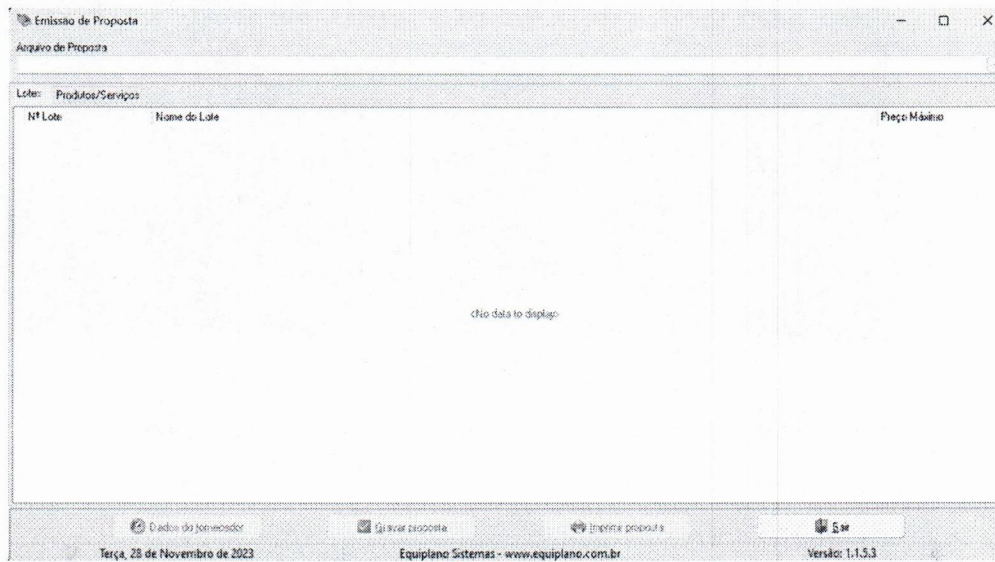 Emissão de Proposta
Arquivo de Proposta
Lotes Produtos/Serviços
Nº Lote Nome do Lote Preço Máximo
<No data to display>
Dados do fornecedor Gravar proposta Imprimir proposta Sair
Terça, 28 de Novembro de 2023 Equiplano Sistemas - www.equiplano.com.br Versão: 1.1.5.3